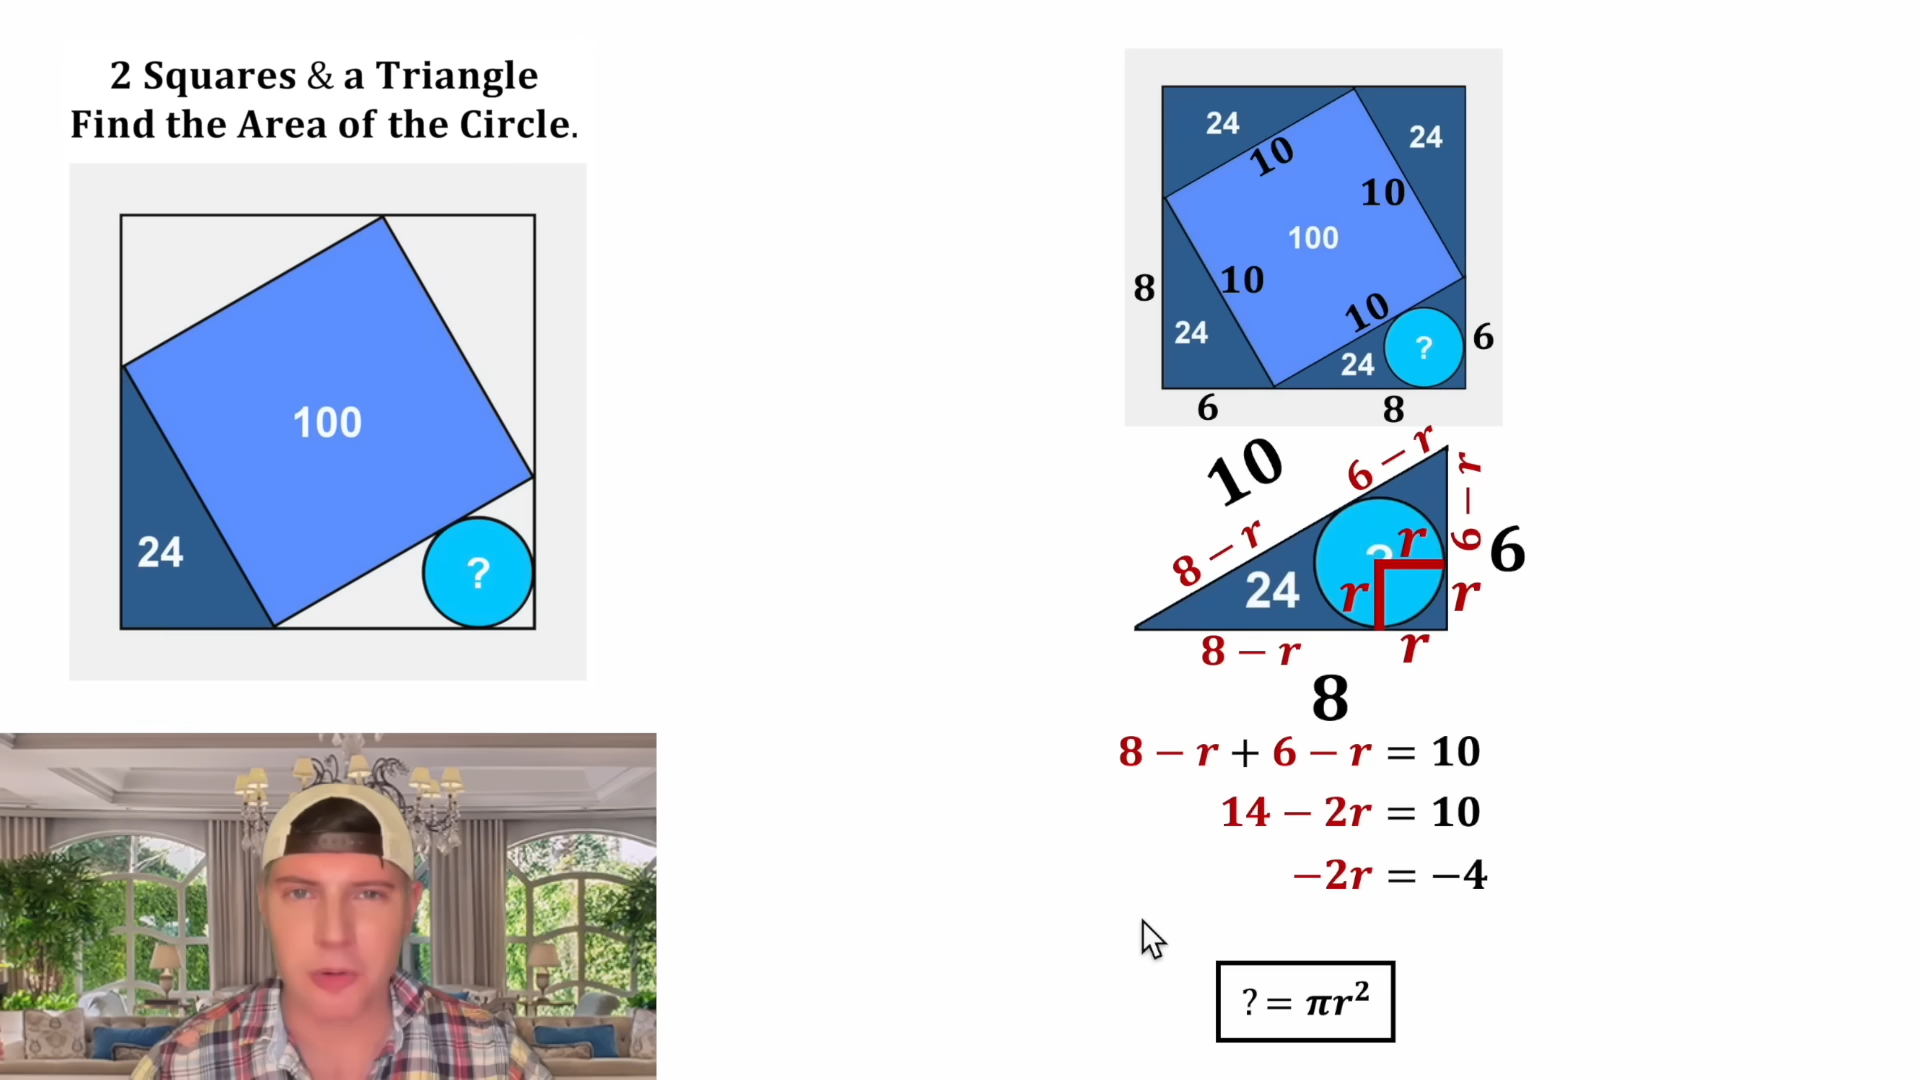 2 Squares & a Triangle
Find the Area of the Circle.
100
24
?
24
24
10
10
100
8
10
10
24
24
?
6
6
8
10
6 − r
6 − r
8 − r
?
r
6
24
r
r
8 − r
r
8
8 − r + 6 − r = 10
14 − 2r = 10
−2r = −4
? = πr²